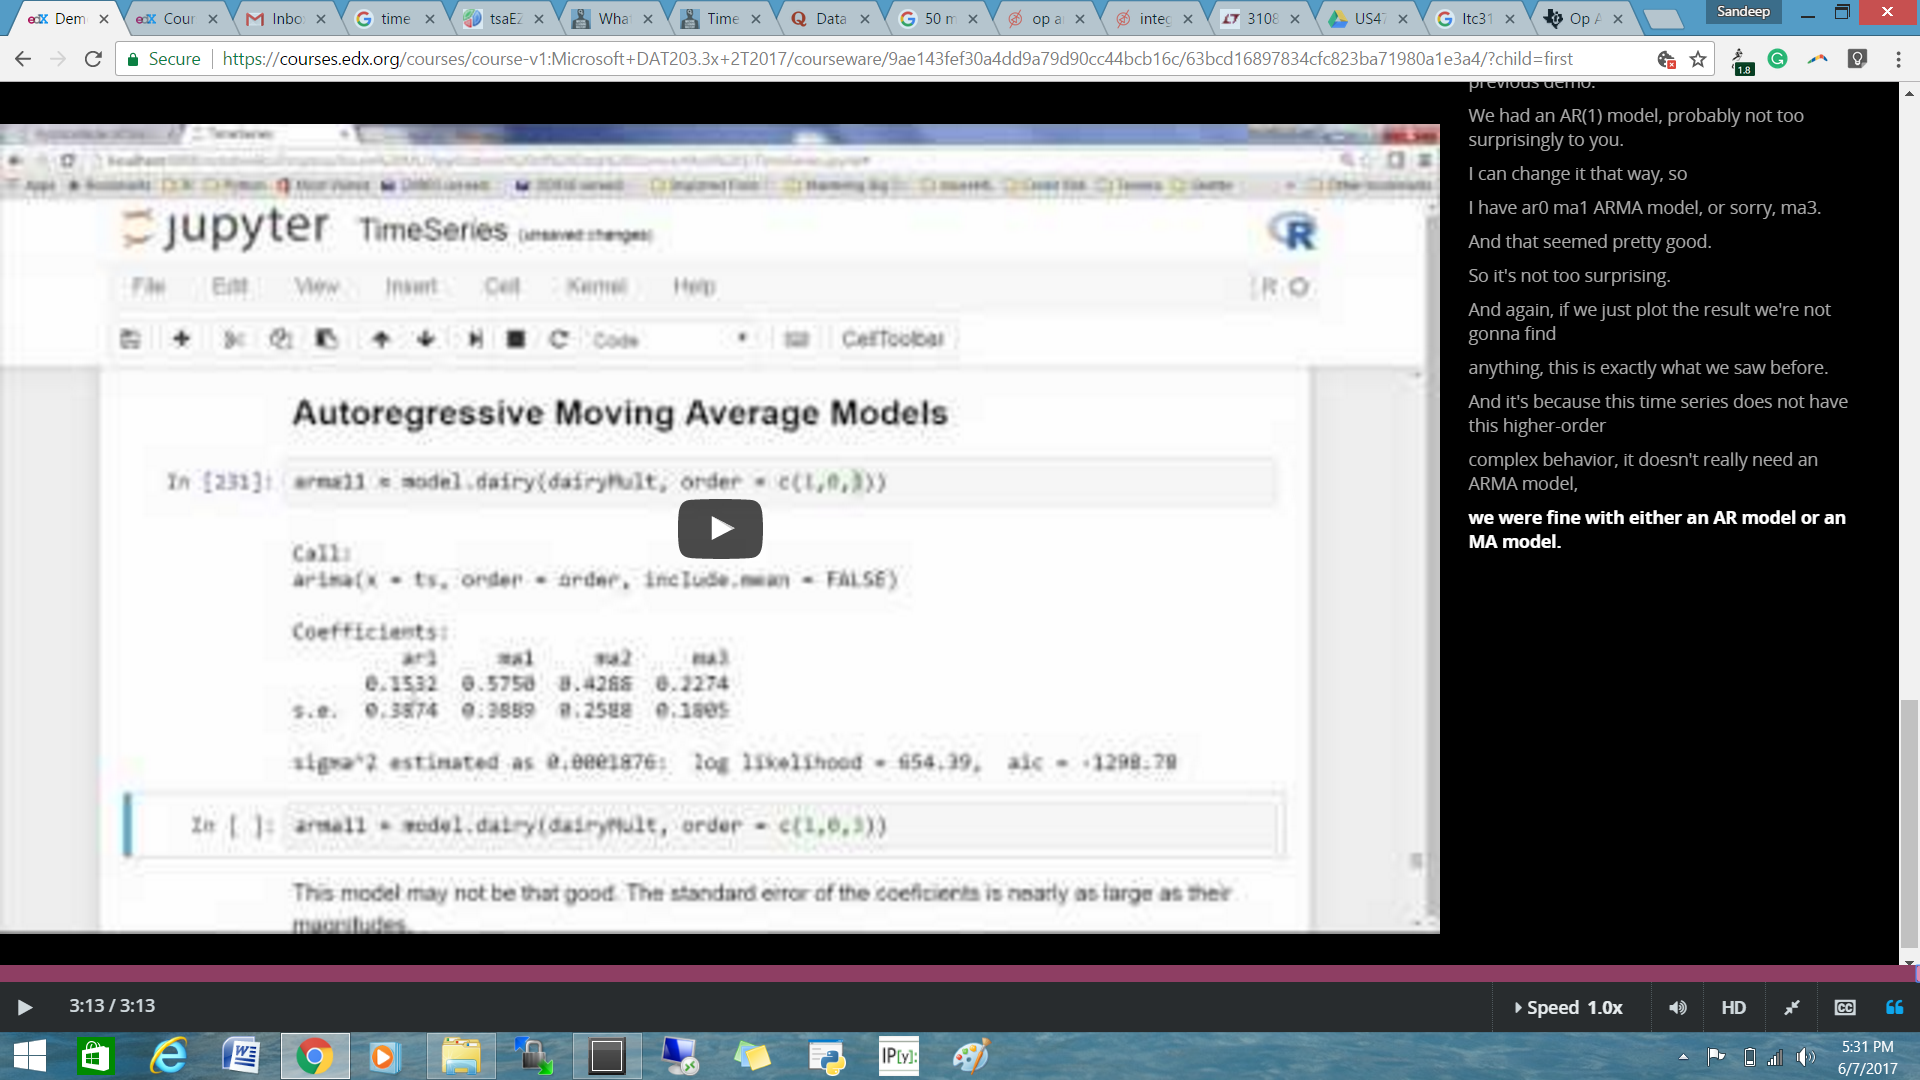 Dem
Cour
Inbo
time
tsaEZ
Wha
Time
Data
50 m
op a
integ
3108
US47
ltc31
Op A
Sandeep
Secure
https://courses.edx.org/courses/course-v1:Microsoft+DAT203.3x+2T2017/courseware/9ae143fef30a4dd9a79d90cc44bcb16c/63bcd16897834cfc823ba71980a1e3a4/?child=first
1.8
jupyter TimeSeries (unsaved changes)
R
File Edit View Insert Cell Kernel Help
R
Code
CellToolbar
Autoregressive Moving Average Models
In [231]: arma11 = model.dairy(dairyMult, order = c(1,0,3))
Call:
arima(x = ts, order = order, include.mean = FALSE)
Coefficients:
ar1 ma1 ma2 ma3
0.1532 0.5750 0.4288 0.2274
s.e. 0.3874 0.3889 0.2588 0.1805
sigma^2 estimated as 0.0001876: log likelihood = 654.39, aic = -1298.78
In [ ]: arma11 = model.dairy(dairyMult, order = c(1,0,3))
This model may not be that good. The standard error of the coeficients is nearly as large as their
magnitudes.
previous demo.
We had an AR(1) model, probably not too
surprisingly to you.
I can change it that way, so
I have ar0 ma1 ARMA model, or sorry, ma3.
And that seemed pretty good.
So it's not too surprising.
And again, if we just plot the result we're not
gonna find
anything, this is exactly what we saw before.
And it's because this time series does not have
this higher-order
complex behavior, it doesn't really need an
ARMA model,
we were fine with either an AR model or an
MA model.
3:13 / 3:13
Speed 1.0x
HD
CC
IP[y]:
5:31 PM
6/7/2017